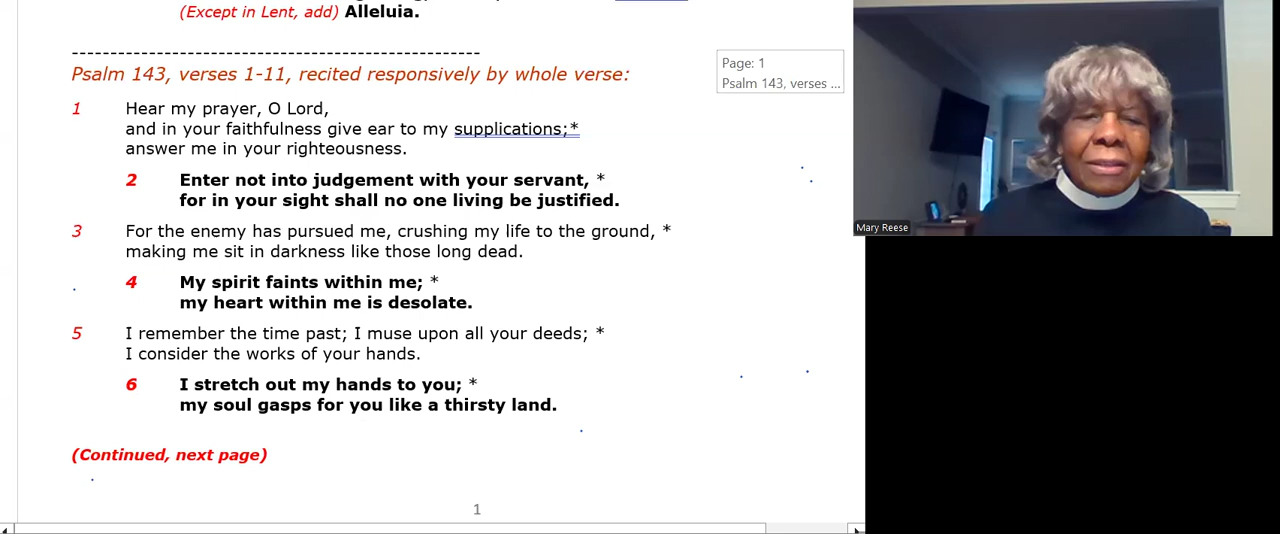 (Except in Lent, add) Alleluia.
-----------------------------------------------------
Psalm 143, verses 1-11, recited responsively by whole verse:
Page: 1
Psalm 143, verses ...
1 Hear my prayer, O Lord,
and in your faithfulness give ear to my supplications;*
answer me in your righteousness.
2 Enter not into judgement with your servant, *
for in your sight shall no one living be justified.
3 For the enemy has pursued me, crushing my life to the ground, *
making me sit in darkness like those long dead.
4 My spirit faints within me; *
my heart within me is desolate.
5 I remember the time past; I muse upon all your deeds; *
I consider the works of your hands.
6 I stretch out my hands to you; *
my soul gasps for you like a thirsty land.
(Continued, next page)
1
Mary Reese